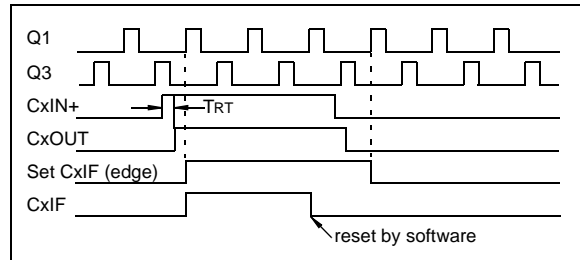 Q1
Q3
CxIN+
TRT
CxOUT
Set CxIF (edge)
CxIF
reset by software